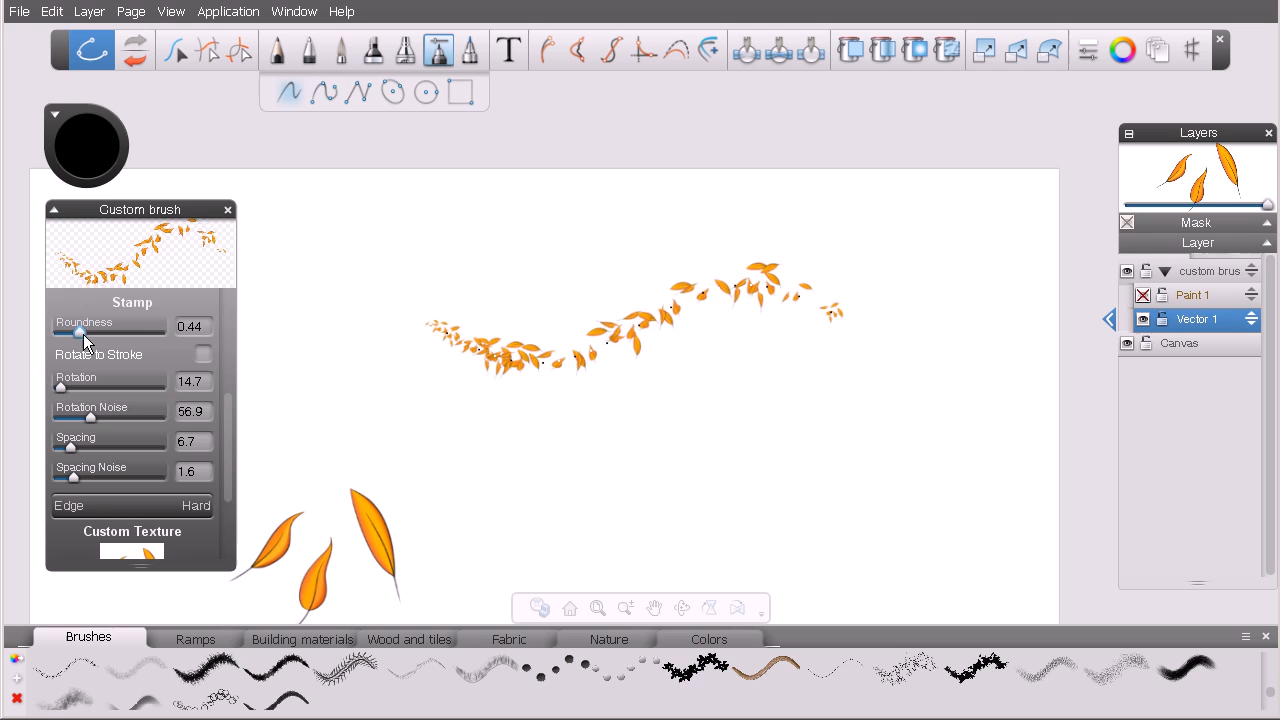 File Edit Layer Page View Application Window Help
T
Layers
Mask
Layer
custom brus
Paint 1
Vector 1
Canvas
Custom brush
Stamp
Roundness 0.44
Rotate to Stroke
Rotation 14.7
Rotation Noise 56.9
Spacing 6.7
Spacing Noise 1.6
Edge Hard
Custom Texture
Brushes Ramps Building materials Wood and tiles Fabric Nature Colors